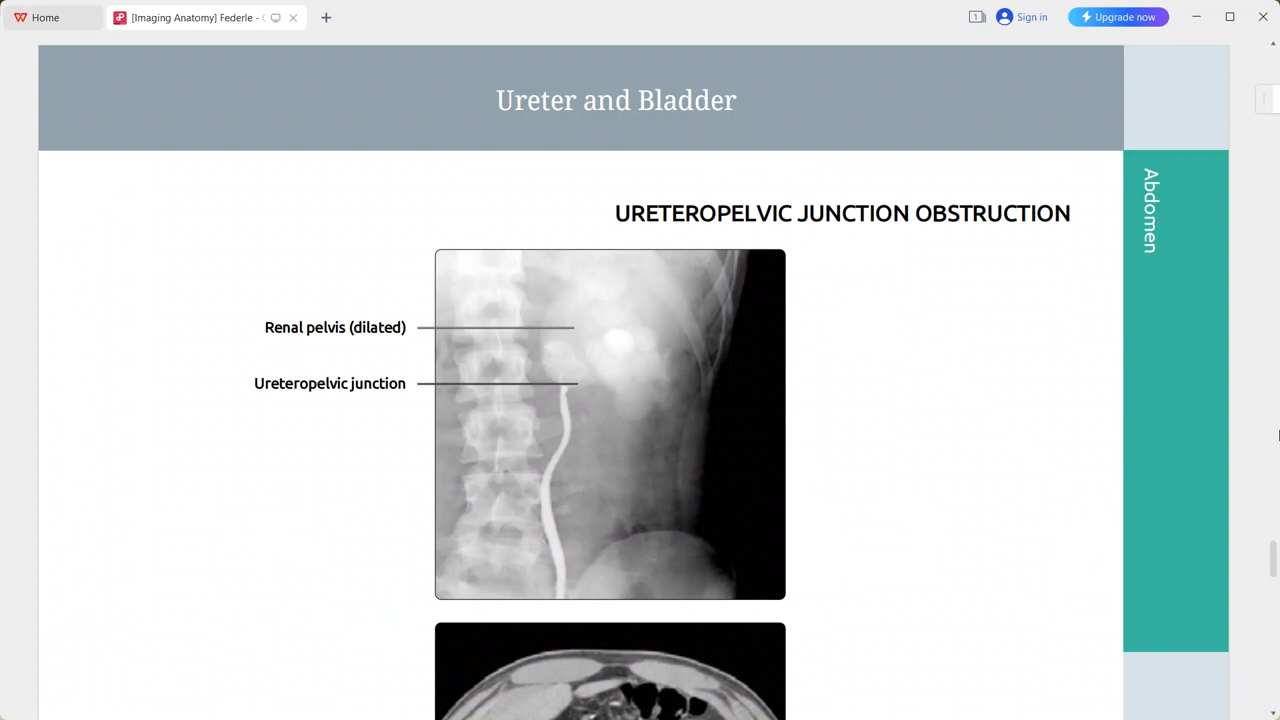 Home
[Imaging Anatomy] Federle -
1
Sign in
Upgrade now
Ureter and Bladder
Abdomen
URETEROPELVIC JUNCTION OBSTRUCTION
Renal pelvis (dilated)
Ureteropelvic junction